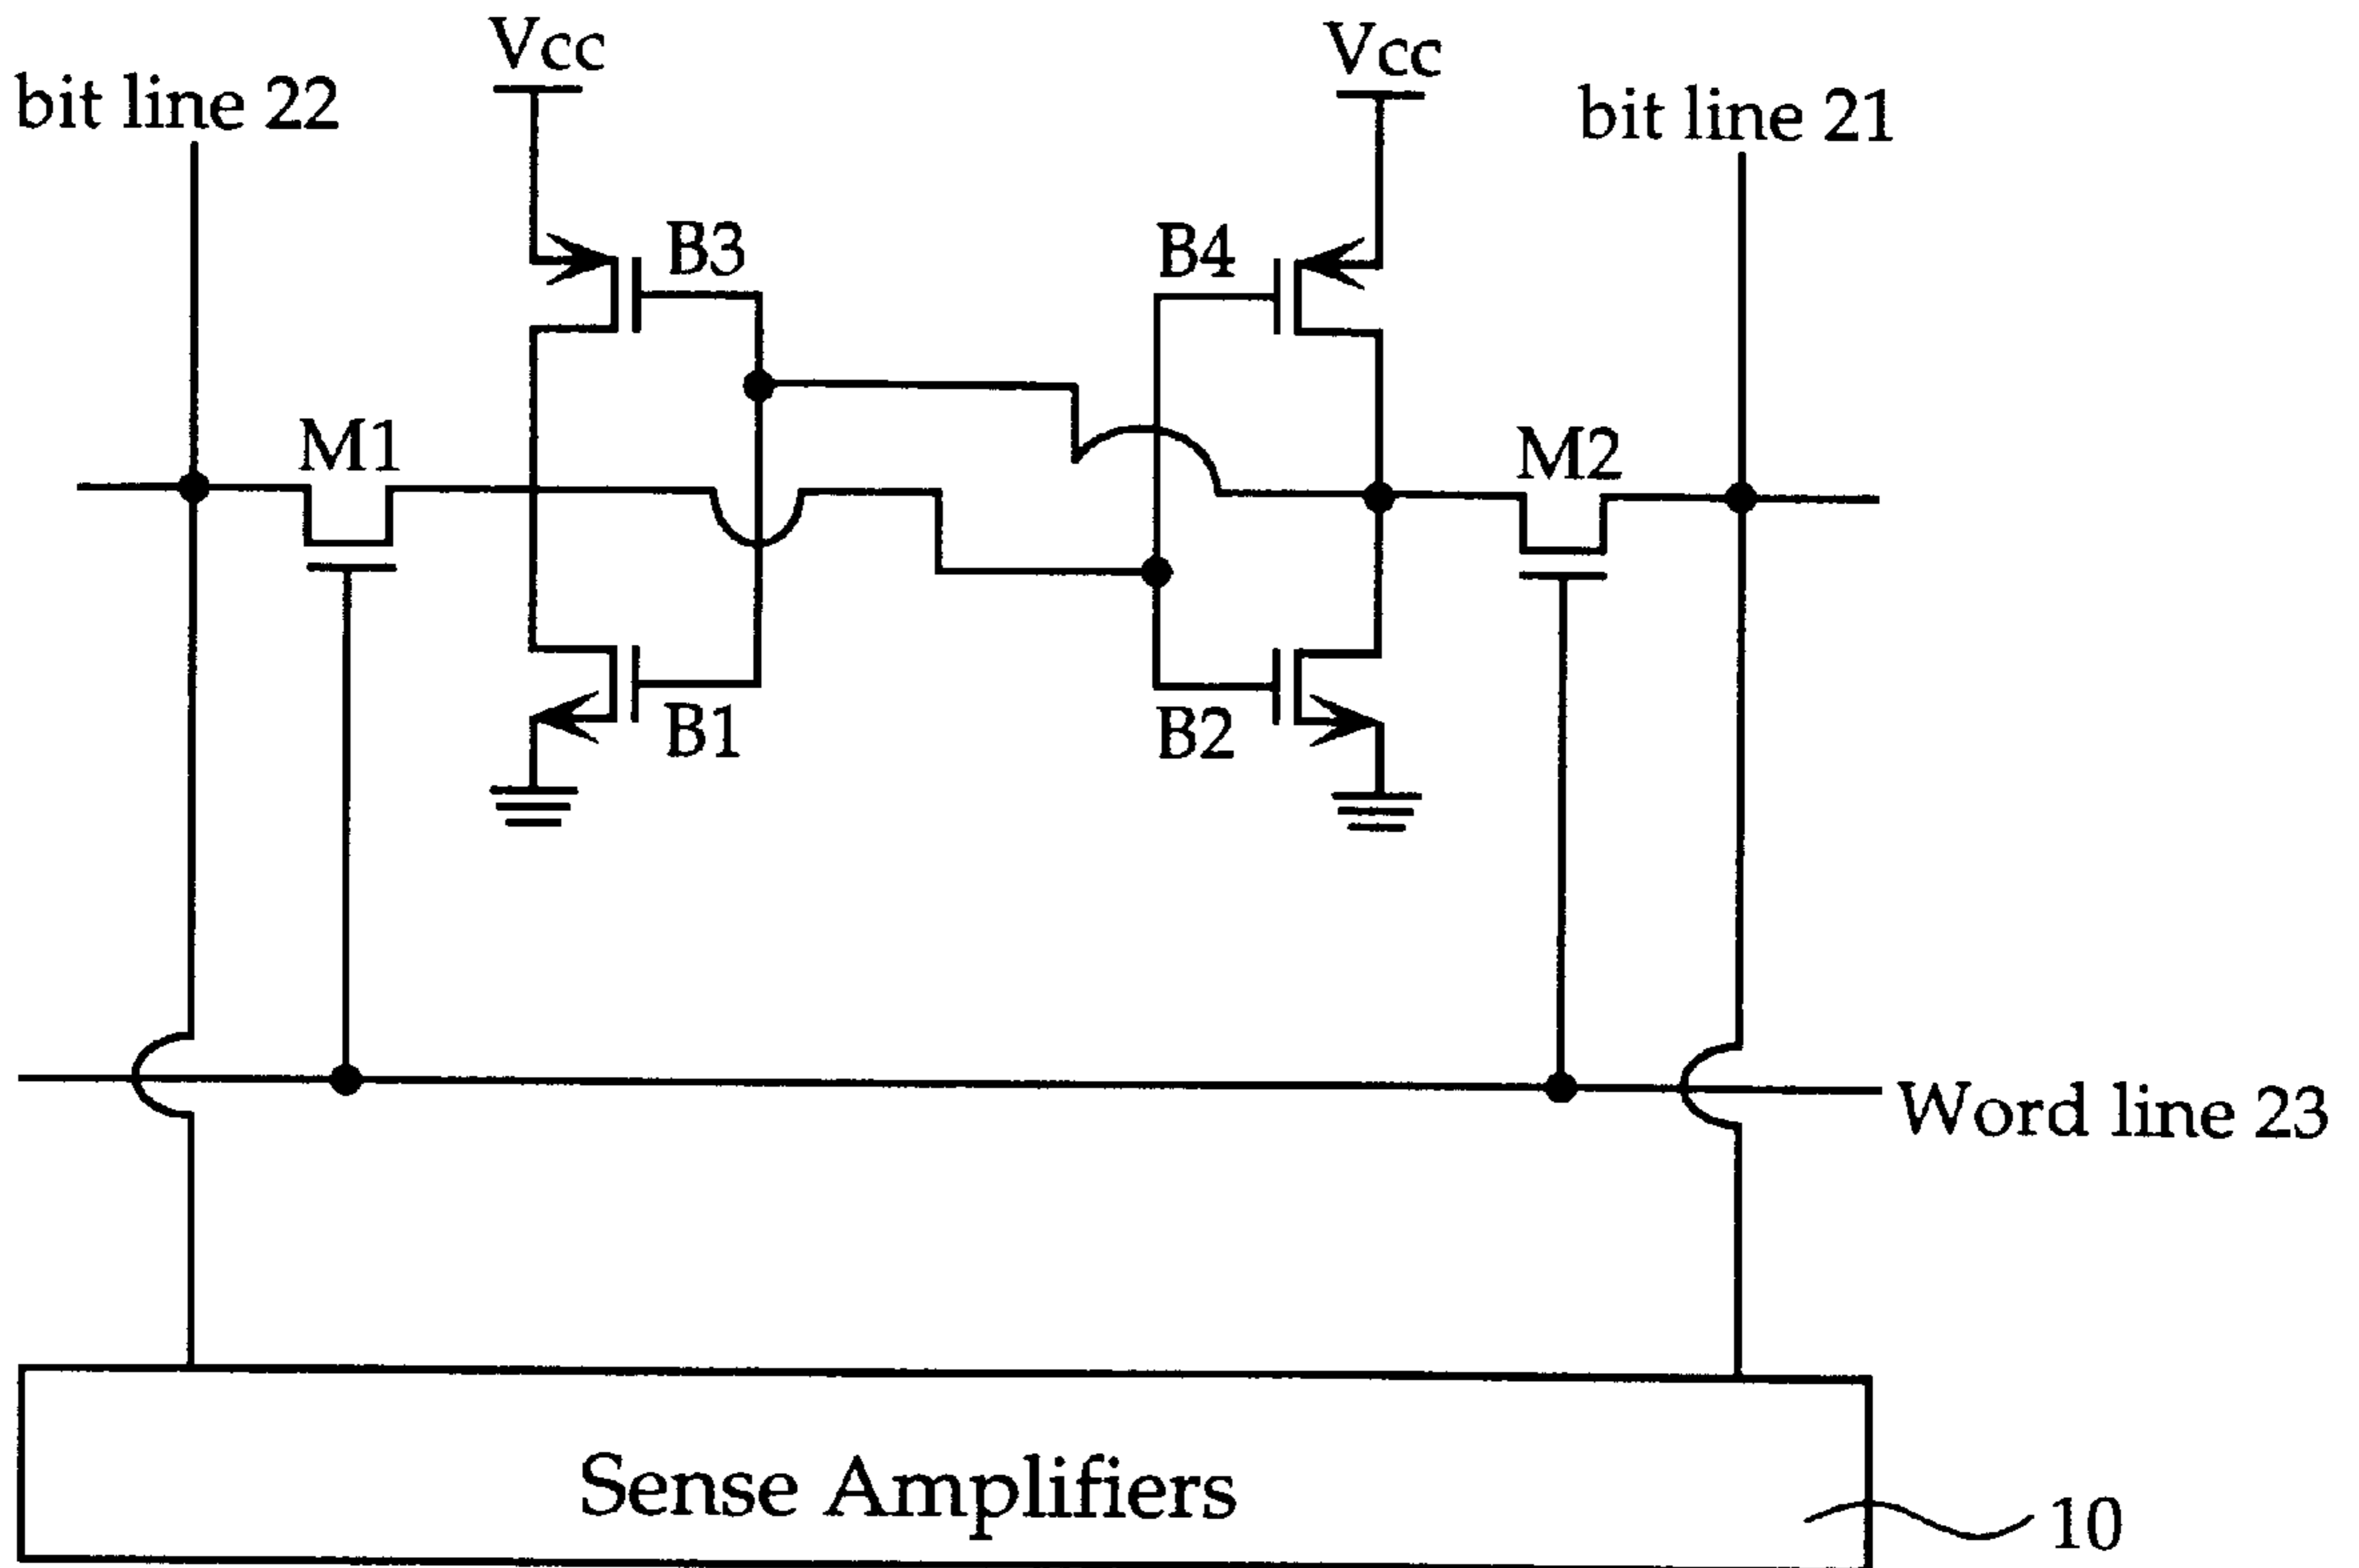 Vcc
Vcc
bit line 22
bit line 21
B3
B4
M1
M2
B1
B2
Word line 23
Sense Amplifiers
10